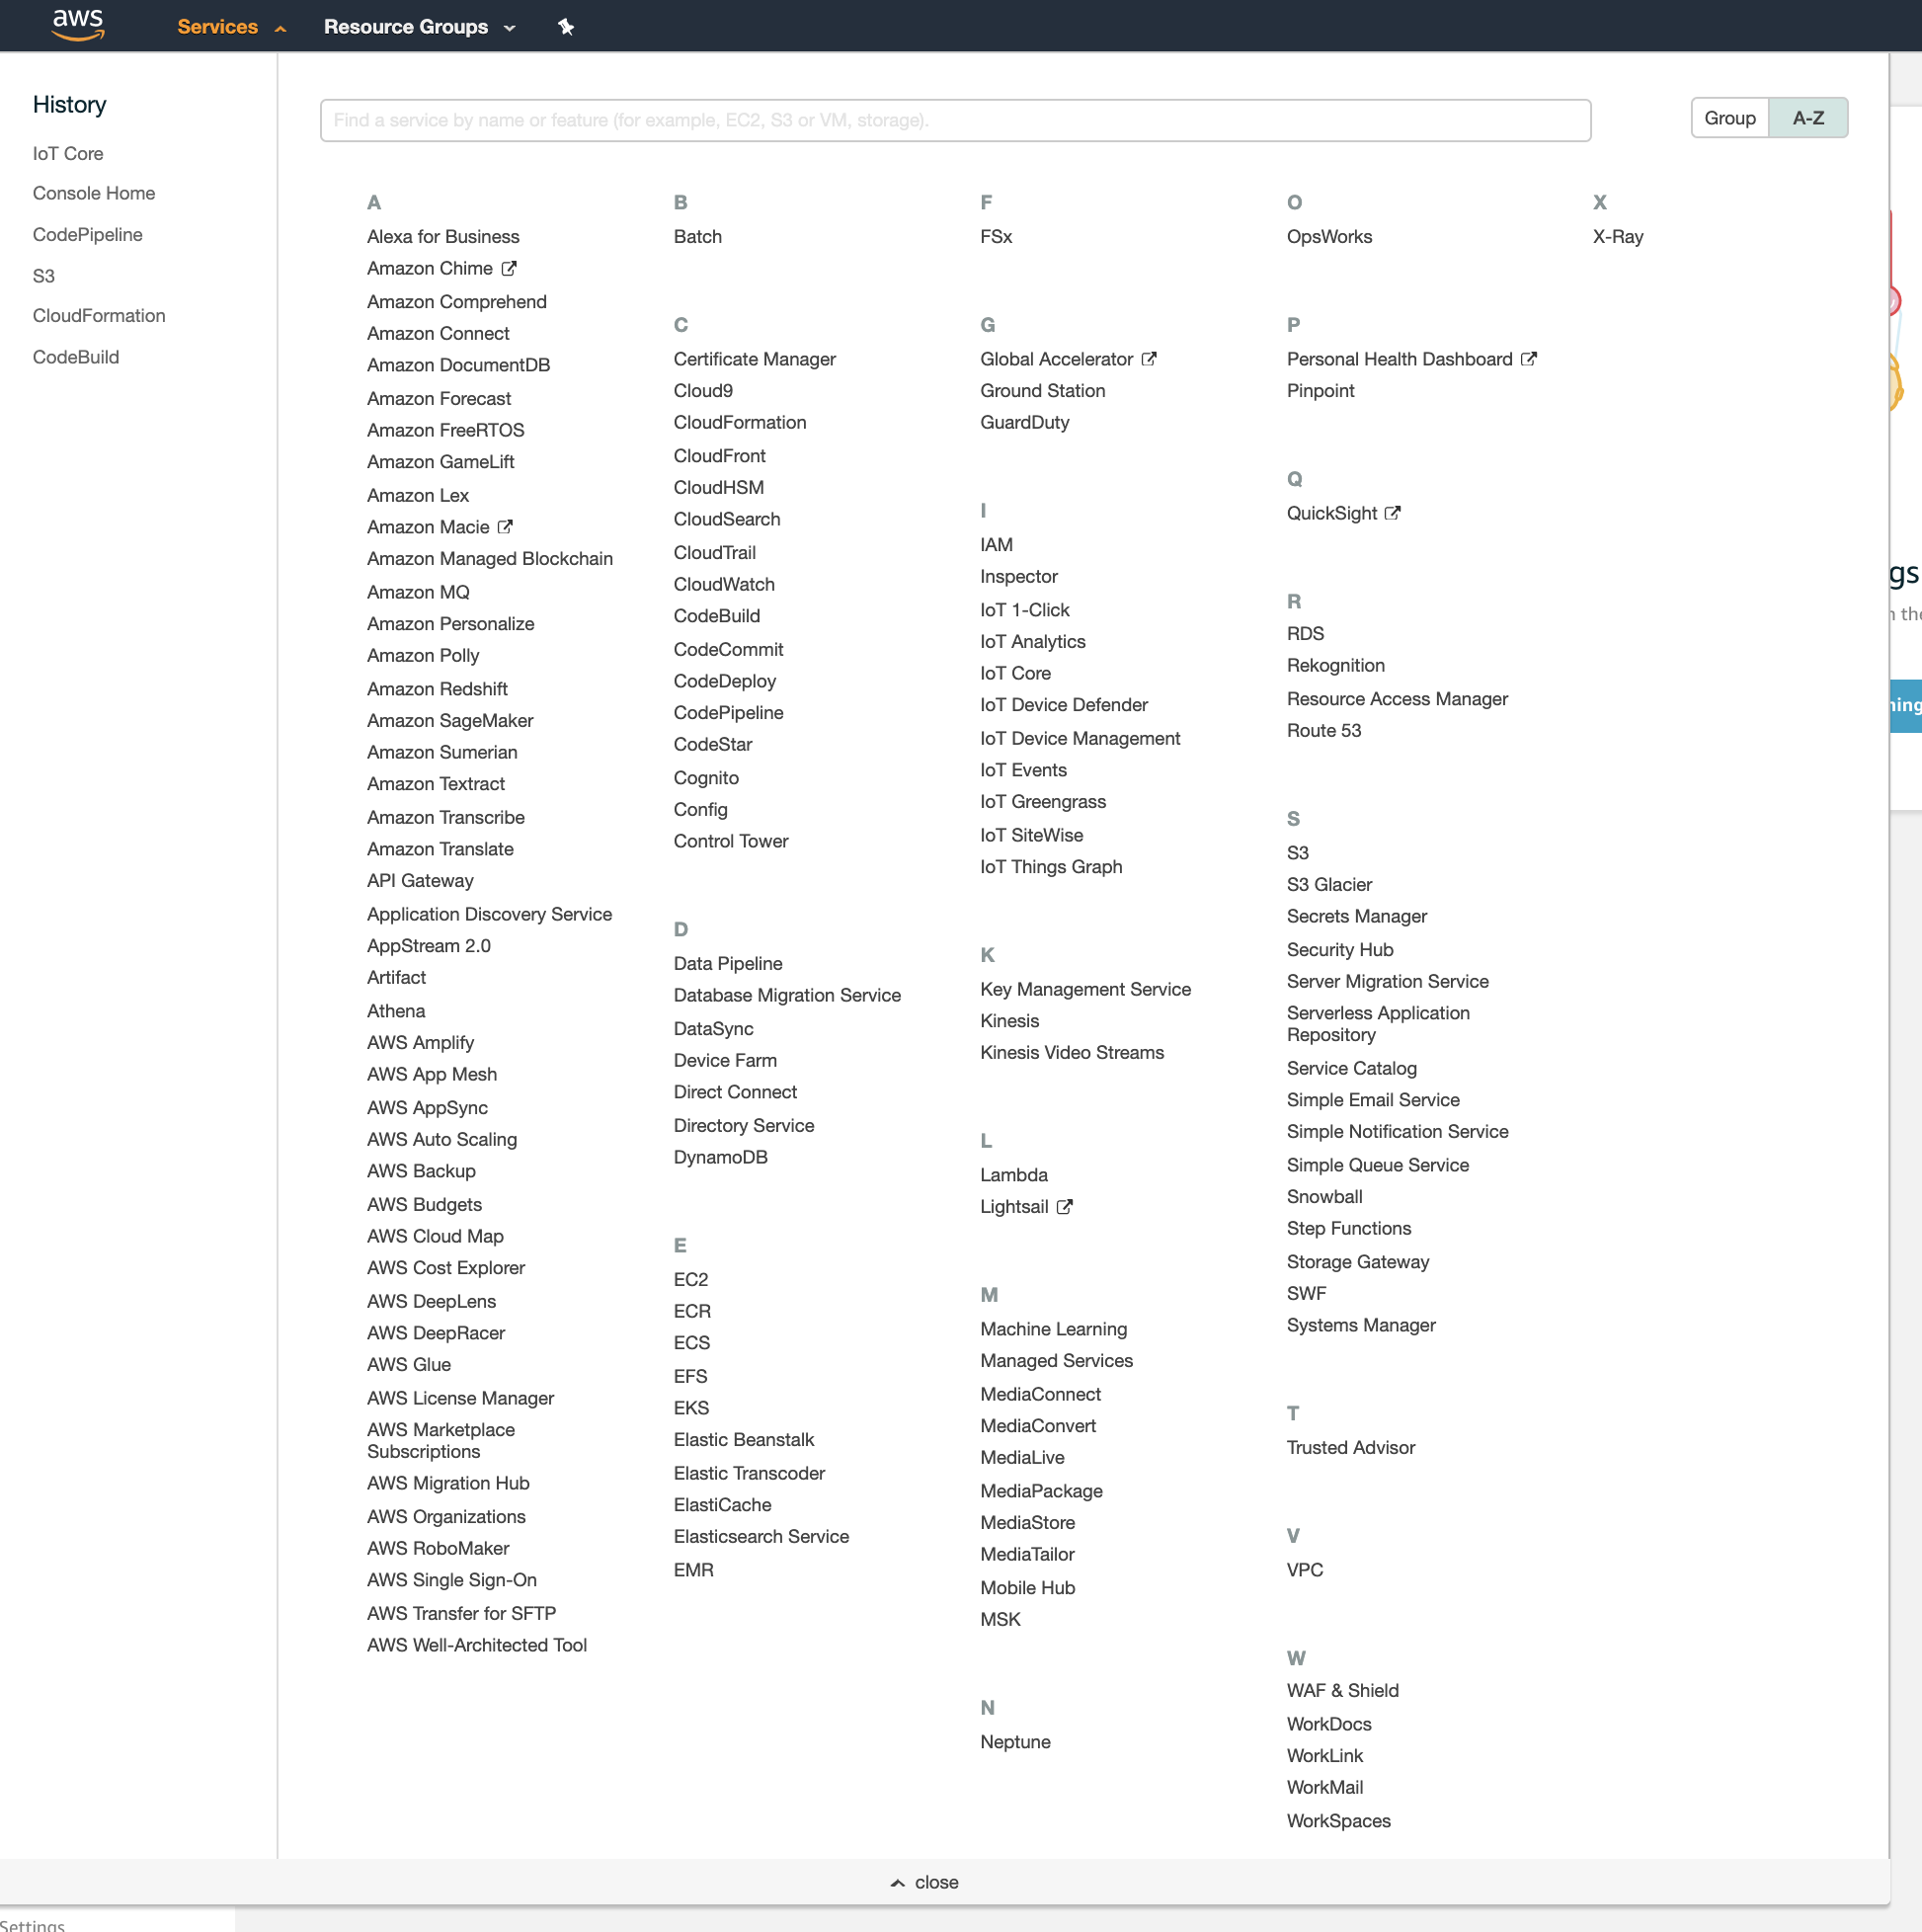 aws
Services
Resource Groups
History
IoT Core
Console Home
CodePipeline
S3
CloudFormation
CodeBuild
Find a service by name or feature (for example, EC2, S3 or VM, storage).
Group
A-Z
A
Alexa for Business
Amazon Chime
Amazon Comprehend
Amazon Connect
Amazon DocumentDB
Amazon Forecast
Amazon FreeRTOS
Amazon GameLift
Amazon Lex
Amazon Macie
Amazon Managed Blockchain
Amazon MQ
Amazon Personalize
Amazon Polly
Amazon Redshift
Amazon SageMaker
Amazon Sumerian
Amazon Textract
Amazon Transcribe
Amazon Translate
API Gateway
Application Discovery Service
AppStream 2.0
Artifact
Athena
AWS Amplify
AWS App Mesh
AWS AppSync
AWS Auto Scaling
AWS Backup
AWS Budgets
AWS Cloud Map
AWS Cost Explorer
AWS DeepLens
AWS DeepRacer
AWS Glue
AWS License Manager
AWS Marketplace
Subscriptions
AWS Migration Hub
AWS Organizations
AWS RoboMaker
AWS Single Sign-On
AWS Transfer for SFTP
AWS Well-Architected Tool
B
Batch
C
Certificate Manager
Cloud9
CloudFormation
CloudFront
CloudHSM
CloudSearch
CloudTrail
CloudWatch
CodeBuild
CodeCommit
CodeDeploy
CodePipeline
CodeStar
Cognito
Config
Control Tower
D
Data Pipeline
Database Migration Service
DataSync
Device Farm
Direct Connect
Directory Service
DynamoDB
E
EC2
ECR
ECS
EFS
EKS
Elastic Beanstalk
Elastic Transcoder
ElastiCache
Elasticsearch Service
EMR
F
FSx
G
Global Accelerator
Ground Station
GuardDuty
I
IAM
Inspector
IoT 1-Click
IoT Analytics
IoT Core
IoT Device Defender
IoT Device Management
IoT Events
IoT Greengrass
IoT SiteWise
IoT Things Graph
K
Key Management Service
Kinesis
Kinesis Video Streams
L
Lambda
Lightsail
M
Machine Learning
Managed Services
MediaConnect
MediaConvert
MediaLive
MediaPackage
MediaStore
MediaTailor
Mobile Hub
MSK
N
Neptune
O
OpsWorks
P
Personal Health Dashboard
Pinpoint
Q
QuickSight
R
RDS
Rekognition
Resource Access Manager
Route 53
S
S3
S3 Glacier
Secrets Manager
Security Hub
Server Migration Service
Serverless Application
Repository
Service Catalog
Simple Email Service
Simple Notification Service
Simple Queue Service
Snowball
Step Functions
Storage Gateway
SWF
Systems Manager
T
Trusted Advisor
V
VPC
W
WAF & Shield
WorkDocs
WorkLink
WorkMail
WorkSpaces
X
X-Ray
close
Settings